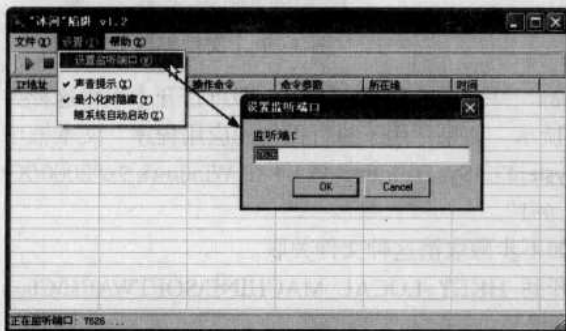 "冰河"陷阱 v1.2
文件(F) 设置(S) 帮助(H)
设置监听端口(P)
声音提示(I)
最小化时隐藏(I)
随系统自动启动(Z)
IP地址 操作命令 命令参数 所在地 时间
设置监听端口
监听端口
OK Cancel
正在监听端口: 7626 ...